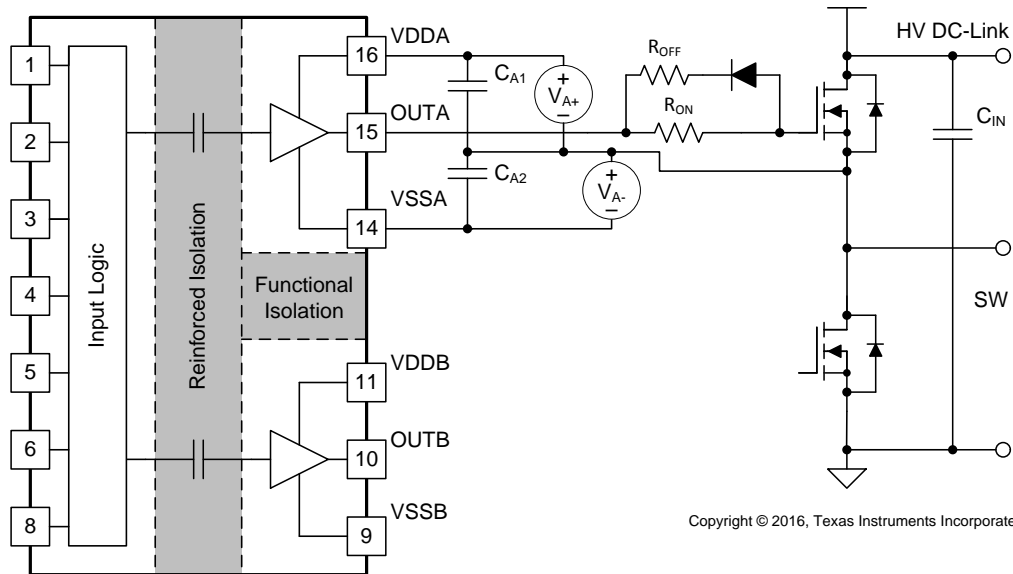 1
2
3
4
5
6
8
Input Logic
Reinforced Isolation
Functional
Isolation
16
15
14
11
10
9
VDDA
OUTA
VSSA
VDDB
OUTB
VSSB
CA1
CA2
+
VA+
−
+
VA-
−
ROFF
RON
HV DC-Link
CIN
SW
Copyright © 2016, Texas Instruments Incorporate